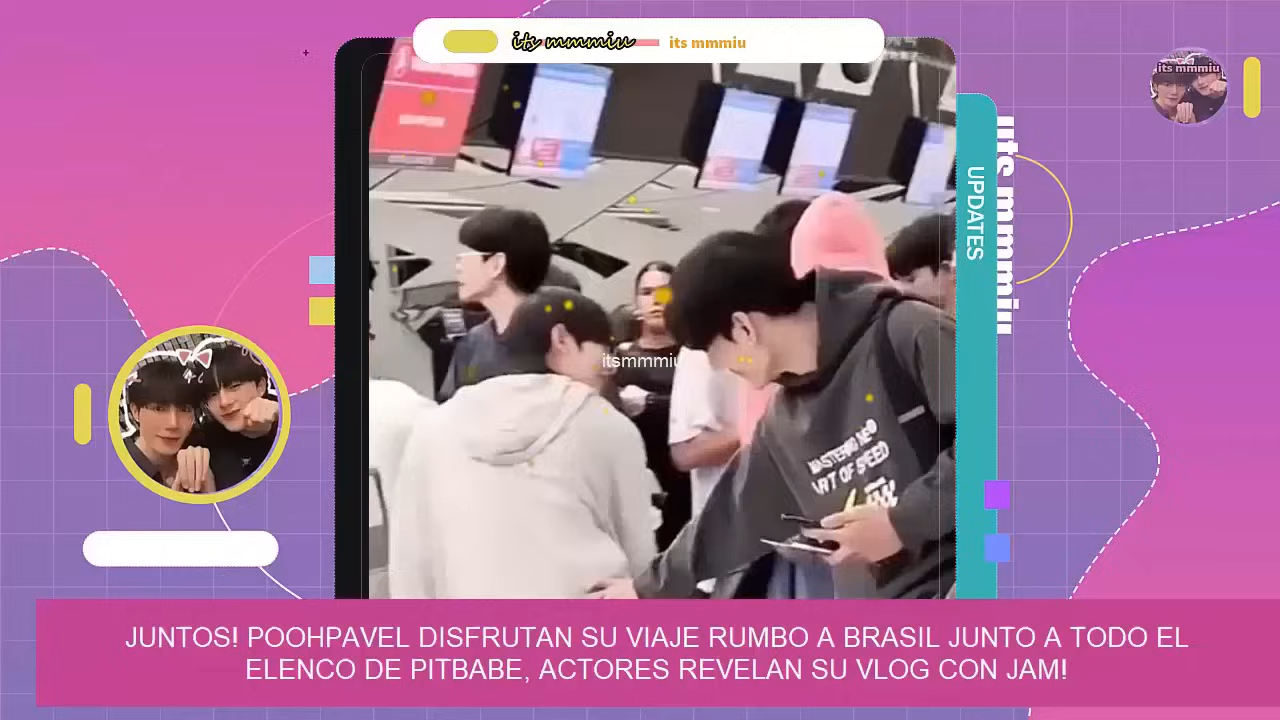 its mmmiu
its mmmiu
its mmmiu
its mmmiu
UPDATES
itsmmmiu
ART OF SPEED
JUNTOS! POOHPAVEL DISFRUTAN SU VIAJE RUMBO A BRASIL JUNTO A TODO EL
ELENCO DE PITBABE, ACTORES REVELAN SU VLOG CON JAM!